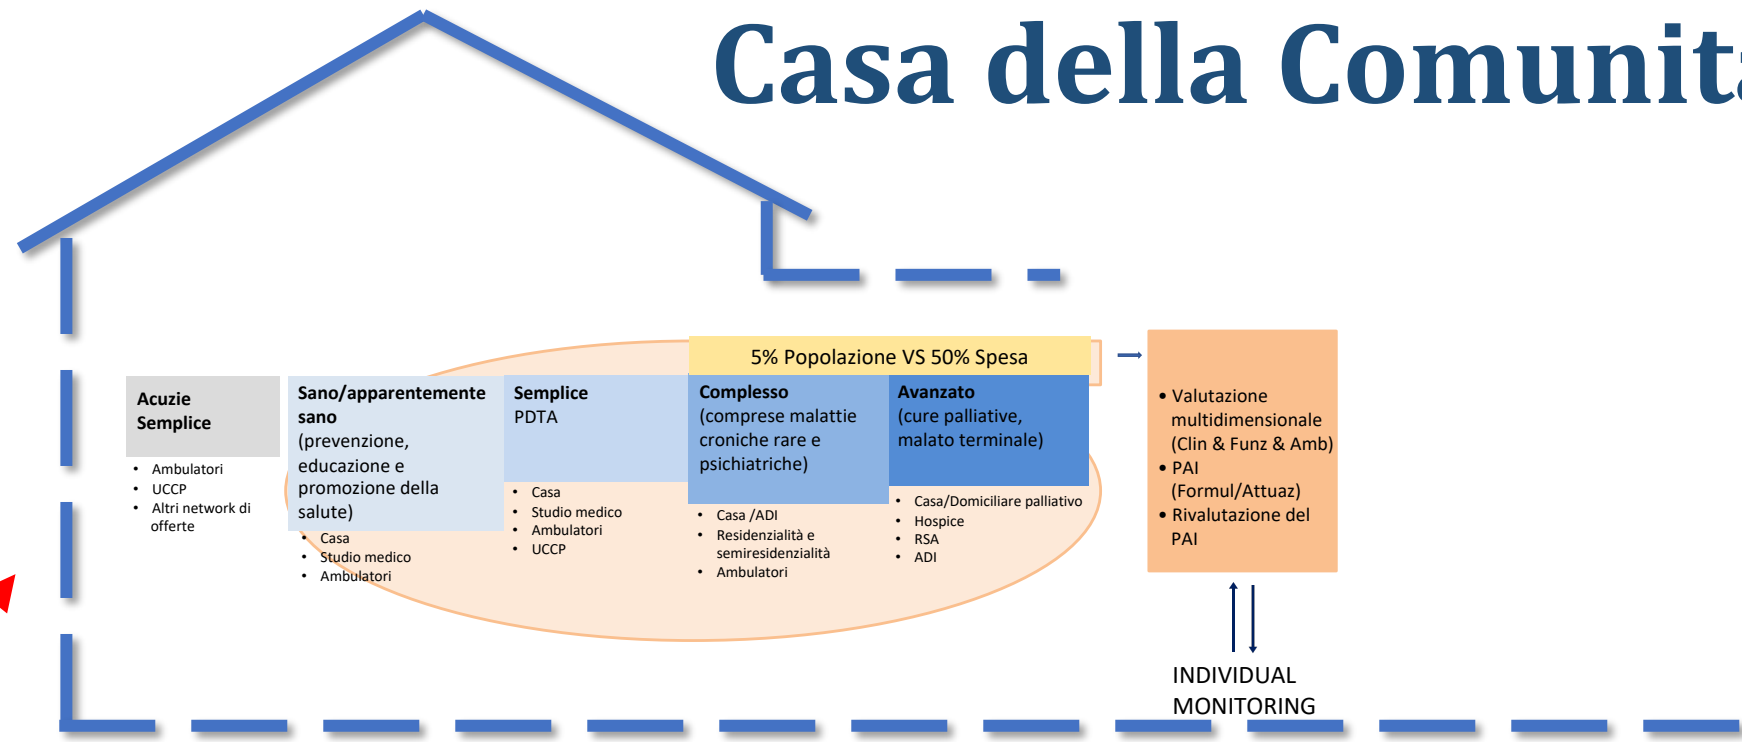 Casa della Comunità
5% Popolazione VS 50% Spesa
Acuzie
Semplice
• Ambulatori
• UCCP
• Altri network di
offerte
Sano/apparentemente
sano
(prevenzione,
educazione e
promozione della
salute)
• Casa
• Studio medico
• Ambulatori
Semplice
PDTA
• Casa
• Studio medico
• Ambulatori
• UCCP
Complesso
(comprese malattie
croniche rare e
psichiatriche)
• Casa /ADI
• Residenzialità e
semiresidenzialità
• Ambulatori
Avanzato
(cure palliative,
malato terminale)
• Casa/Domiciliare palliativo
• Hospice
• RSA
• ADI
• Valutazione
multidimensionale
(Clin & Funz & Amb)
• PAI
(Formul/Attuaz)
• Rivalutazione del
PAI
INDIVIDUAL
MONITORING